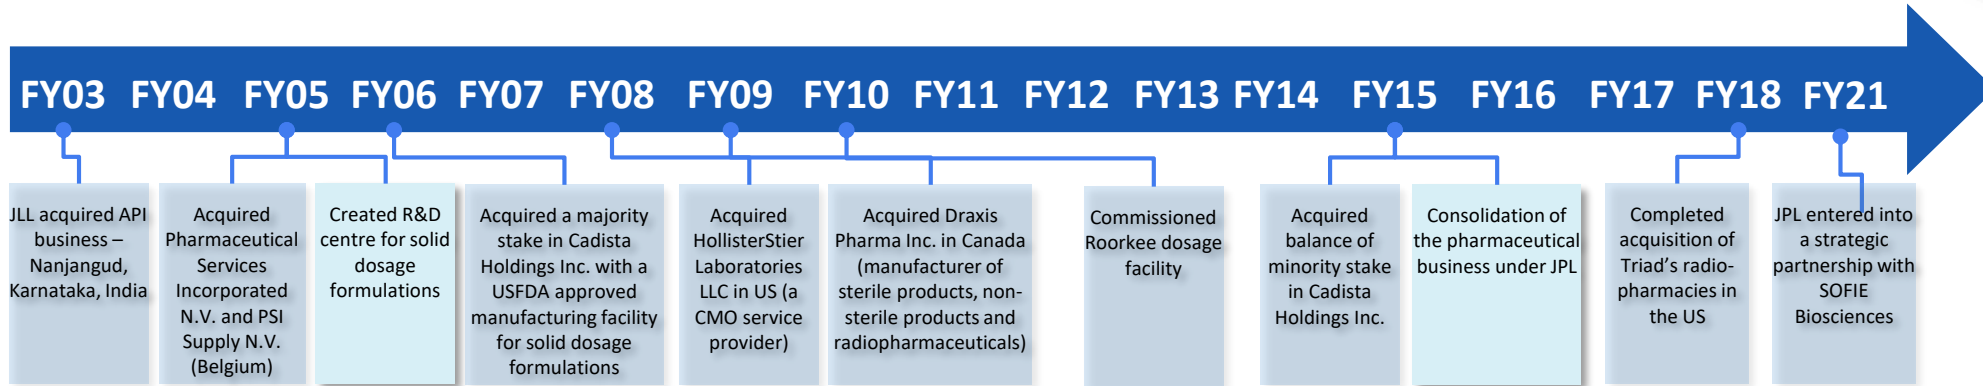 FY03 FY04 FY05 FY06 FY07 FY08 FY09 FY10 FY11 FY12 FY13 FY14 FY15 FY16 FY17 FY18 FY21
JLL acquired API
business –
Nanjangud,
Karnataka, India
Acquired
Pharmaceutical
Services
Incorporated
N.V. and PSI
Supply N.V.
(Belgium)
Created R&D
centre for solid
dosage
formulations
Acquired a majority
stake in Cadista
Holdings Inc. with a
USFDA approved
manufacturing facility
for solid dosage
formulations
Acquired
HollisterStier
Laboratories
LLC in US (a
CMO service
provider)
Acquired Draxis
Pharma Inc. in Canada
(manufacturer of
sterile products, non-
sterile products and
radiopharmaceuticals)
Commissioned
Roorkee dosage
facility
Acquired
balance of
minority stake
in Cadista
Holdings Inc.
Consolidation of
the pharmaceutical
business under JPL
Completed
acquisition of
Triad's radio-
pharmacies in
the US
JPL entered into
a strategic
partnership with
SOFIE
Biosciences